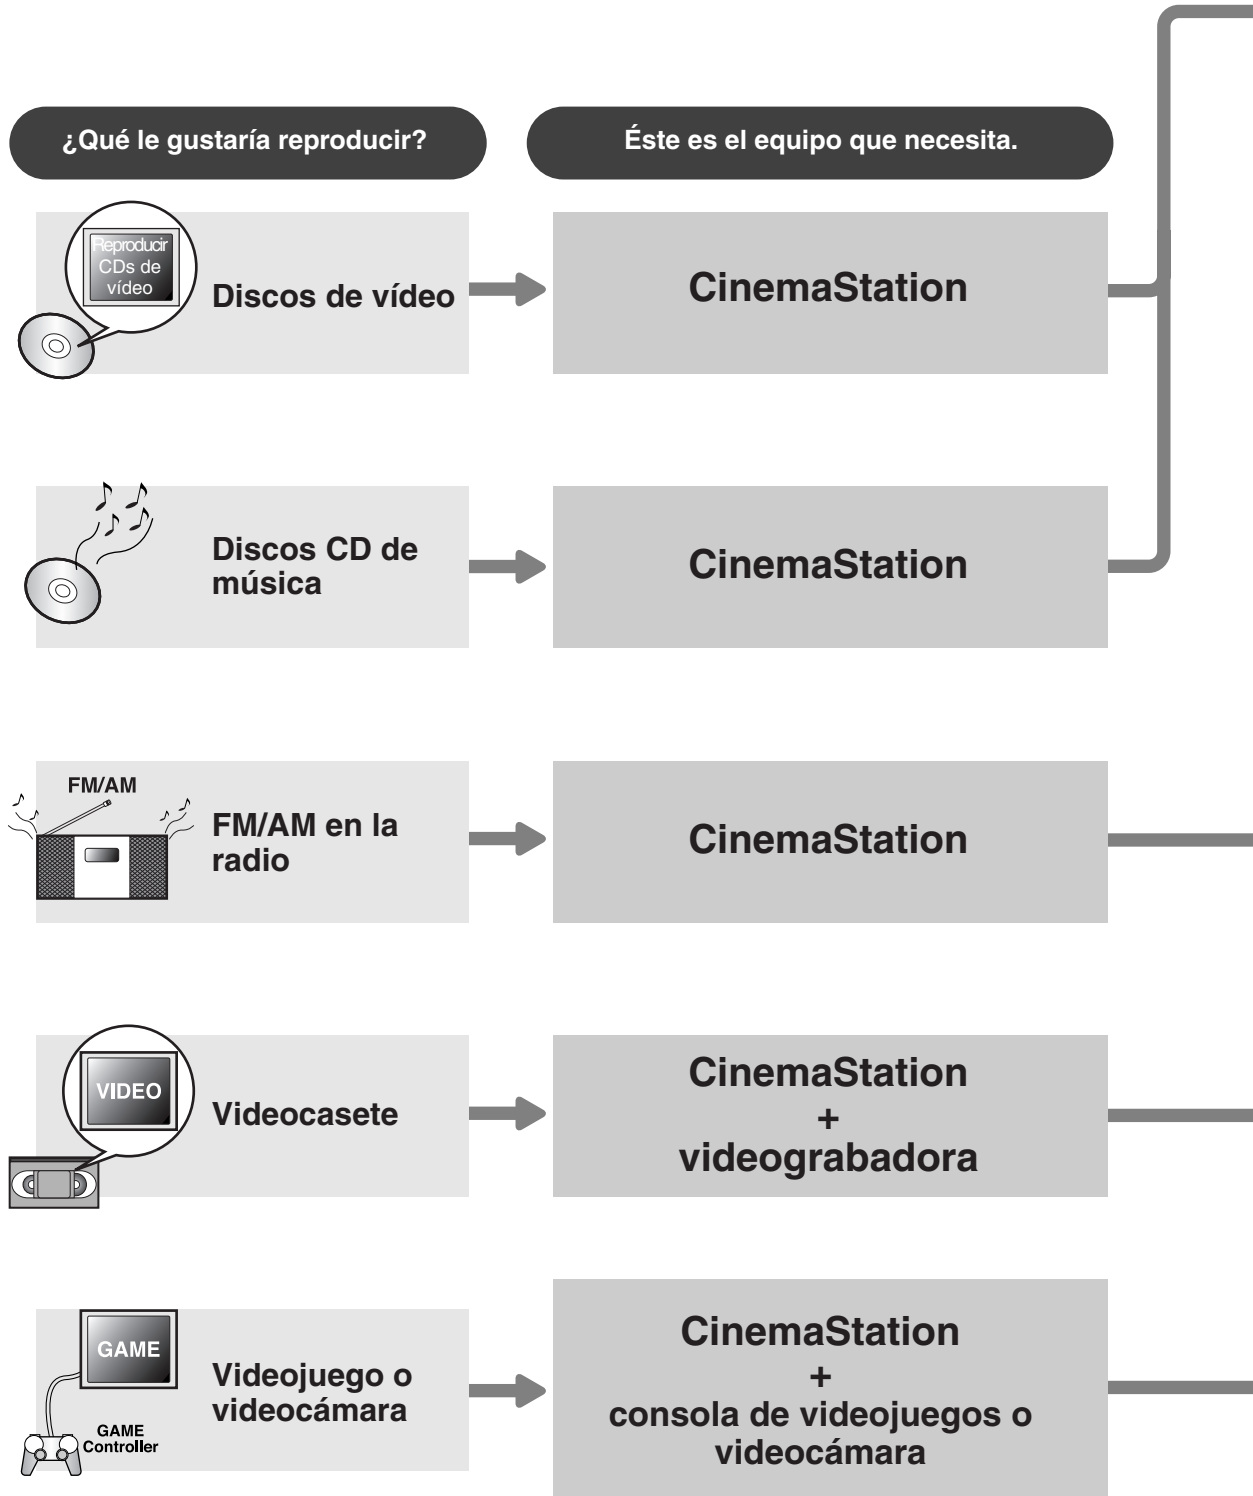 ¿Qué le gustaría reproducir?
Éste es el equipo que necesita.
Reproducir
CDs de
vídeo
Discos de vídeo
CinemaStation
Discos CD de
música
CinemaStation
FM/AM
FM/AM en la
radio
CinemaStation
VIDEO
Videocasete
CinemaStation
+
videograbadora
GAME
GAME
Controller
Videojuego o
videocámara
CinemaStation
+
consola de videojuegos o
videocámara